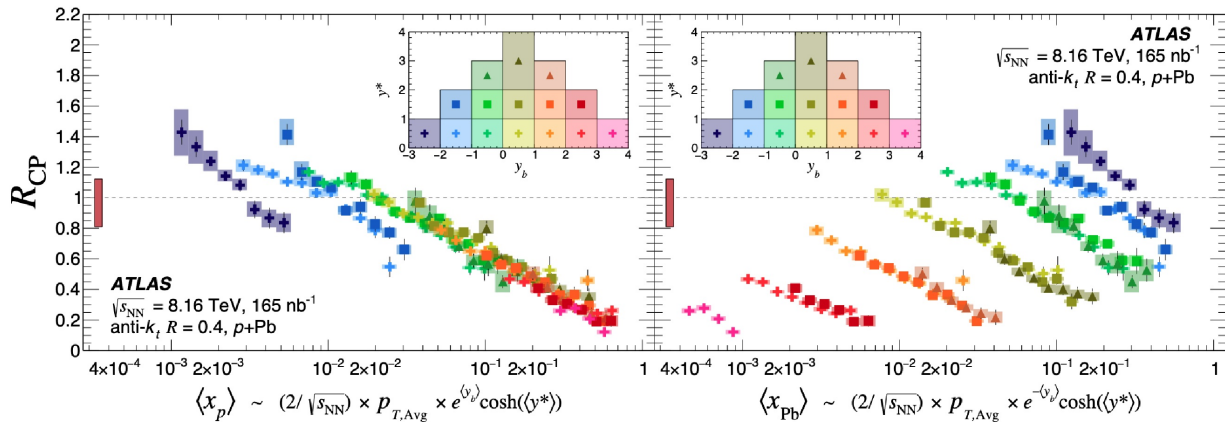 2.2
2
1.8
1.6
1.4
1.2
1
0.8
0.6
0.4
0.2
0
R_CP
ATLAS
√s_NN = 8.16 TeV, 165 nb⁻¹
anti-k_t R = 0.4, p+Pb
4
3
2
1
0
y*
−3 −2 −1 0 1 2 3 4
y_b
4×10⁻⁴ 10⁻³ 2×10⁻³ 10⁻² 2×10⁻² 10⁻¹ 2×10⁻¹ 1
⟨x_p⟩ ~ (2/√s_NN) × p_T,Avg × e^⟨y_b⟩cosh(⟨y*⟩)
ATLAS
√s_NN = 8.16 TeV, 165 nb⁻¹
anti-k_t R = 0.4, p+Pb
4
3
2
1
0
y*
−3 −2 −1 0 1 2 3 4
y_b
4×10⁻⁴ 10⁻³ 2×10⁻³ 10⁻² 2×10⁻² 10⁻¹ 2×10⁻¹ 1
⟨x_Pb⟩ ~ (2/√s_NN) × p_T,Avg × e^−⟨y_b⟩cosh(⟨y*⟩)